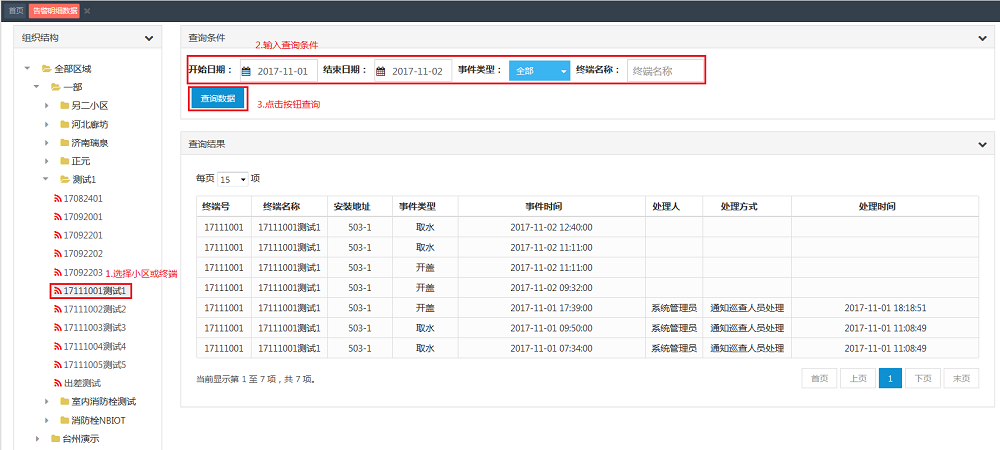 首页 告警明细数据
组织结构
全部区域
一部
另二小区
河北廊坊
济南瑞泉
正元
测试1
17082401
17092001
17092201
17092202
17092203
1.选择小区或终端
17111001测试1
17111002测试2
17111003测试3
17111004测试4
17111005测试5
出差测试
室内消防栓测试
消防栓NBIOT
台州演示
查询条件
2.输入查询条件
开始日期： 2017-11-01 结束日期： 2017-11-02 事件类型： 全部 终端名称： 终端名称
查询数据 3.点击按钮查询
查询结果
每页 15 项
终端号 终端名称 安装地址 事件类型 事件时间 处理人 处理方式 处理时间
17111001 17111001测试1 503-1 取水 2017-11-02 12:40:00
17111001 17111001测试1 503-1 取水 2017-11-02 11:11:00
17111001 17111001测试1 503-1 开盖 2017-11-02 11:11:00
17111001 17111001测试1 503-1 开盖 2017-11-02 09:32:00
17111001 17111001测试1 503-1 开盖 2017-11-01 17:39:00 系统管理员 通知巡查人员处理 2017-11-01 18:18:51
17111001 17111001测试1 503-1 取水 2017-11-01 09:50:00 系统管理员 通知巡查人员处理 2017-11-01 11:08:49
17111001 17111001测试1 503-1 取水 2017-11-01 07:34:00 系统管理员 通知巡查人员处理 2017-11-01 11:08:49
当前显示第 1 至 7 项，共 7 项。
首页 上页 1 下页 末页